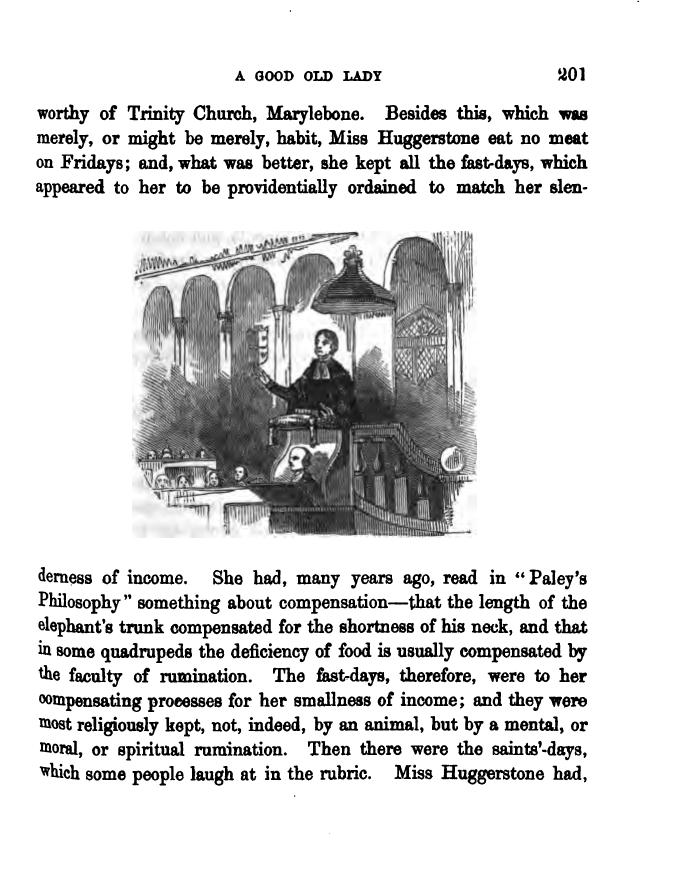 A GOOD OLD LADY 201
worthy of Trinity Church, Marylebone. Besides this, which was
merely, or might be merely, habit, Miss Huggerstone eat no meat
on Fridays; and, what was better, she kept all the fast-days, which
appeared to her to be providentially ordained to match her slen-
derness of income. She had, many years ago, read in “Paley's
Philosophy” something about compensation—that the length of the
elephant's trunk compensated for the shortness of his neck, and that
in some quadrupeds the deficiency of food is usually compensated by
the faculty of rumination. The fast-days, therefore, were to her
compensating processes for her smallness of income; and they were
most religiously kept, not, indeed, by an animal, but by a mental, or
moral, or spiritual rumination. Then there were the saints'-days,
which some people laugh at in the rubric. Miss Huggerstone had,